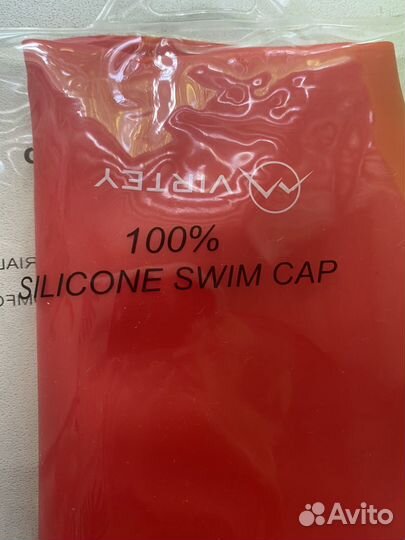 VIRTEY
100%
SILICONE SWIM CAP
Avito